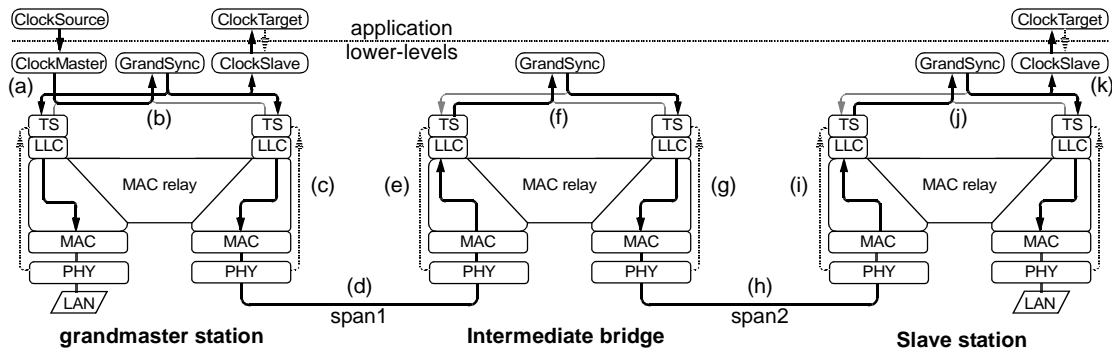 ClockSource ClockTarget application ClockTarget
lower-levels
ClockMaster GrandSync ClockSlave GrandSync GrandSync ClockSlave
(a) (b) (f) (j) (k)
TS TS TS TS TS TS
LLC LLC LLC LLC LLC LLC
MAC relay (c) (e) MAC relay (g) (i) MAC relay
MAC MAC MAC MAC MAC MAC
PHY PHY PHY PHY PHY PHY
LAN (d) (h) LAN
span1 span2
grandmaster station Intermediate bridge Slave station